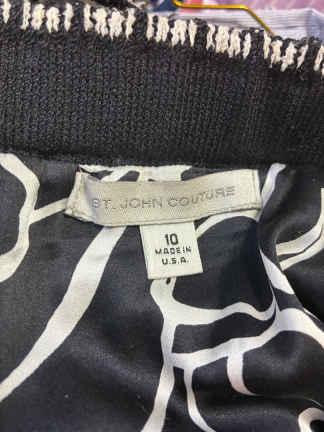 ST. JOHN COUTURE
10
MADE IN
U.S.A.